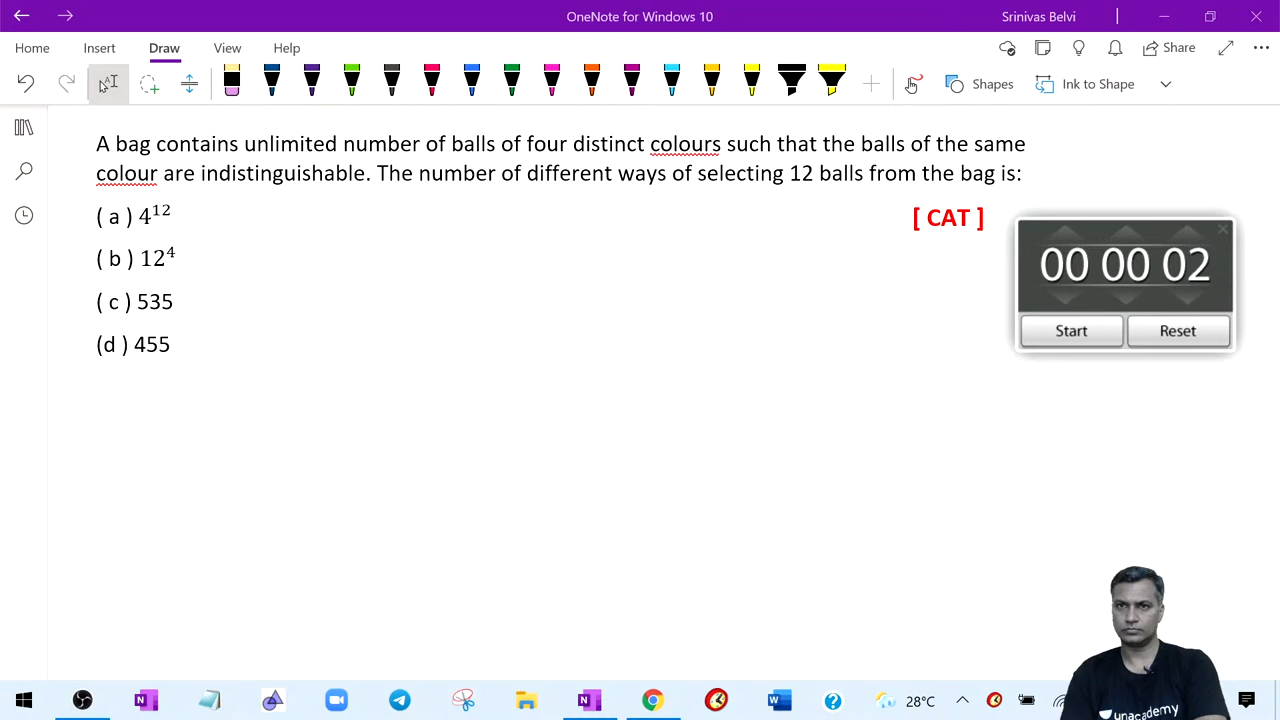 OneNote for Windows 10
Srinivas Belvi
Home Insert Draw View Help
Share
Shapes
Ink to Shape
A bag contains unlimited number of balls of four distinct colours such that the balls of the same
colour are indistinguishable. The number of different ways of selecting 12 balls from the bag is:
( a ) 4¹²
[ CAT ]
( b ) 12⁴
( c ) 535
(d ) 455
00 00 02
Start Reset
unacademy
28°C